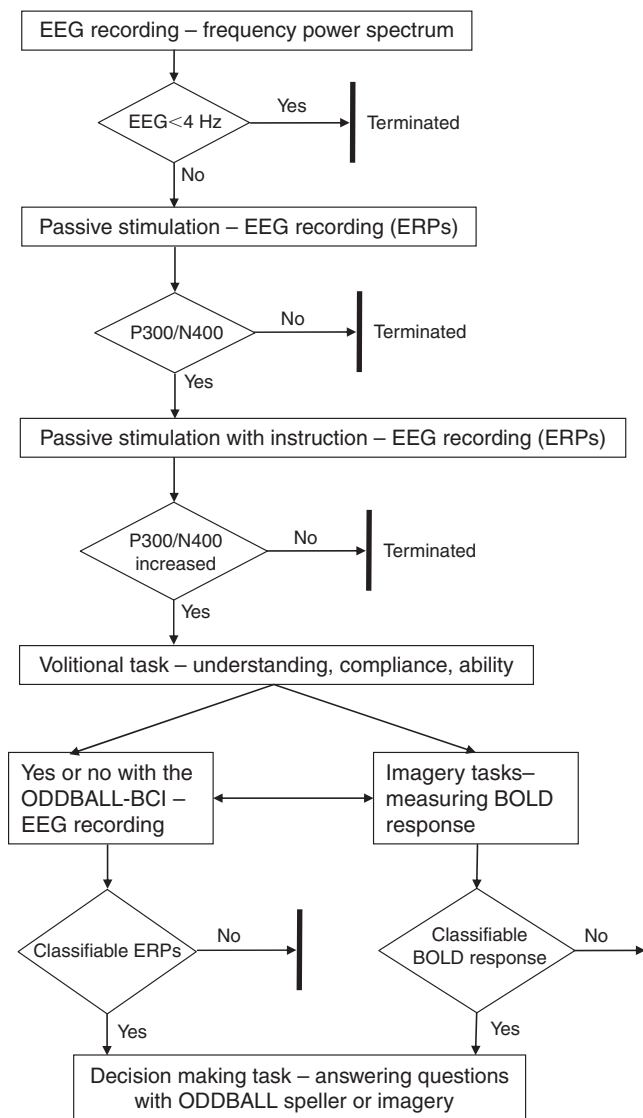 EEG recording – frequency power spectrum
EEG<4 Hz
Yes
Terminated
No
Passive stimulation – EEG recording (ERPs)
P300/N400
No
Terminated
Yes
Passive stimulation with instruction – EEG recording (ERPs)
P300/N400
increased
No
Terminated
Yes
Volitional task – understanding, compliance, ability
Yes or no with the
ODDBALL-BCI –
EEG recording
Imagery tasks–
measuring BOLD
response
Classifiable ERPs
No
Classifiable
BOLD response
No
Yes
Yes
Decision making task – answering questions
with ODDBALL speller or imagery